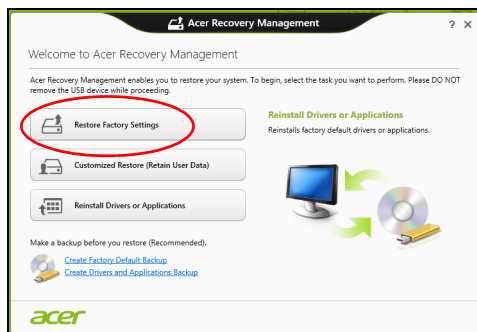 Acer Recovery Management
? X
Welcome to Acer Recovery Management
Acer Recovery Management enables you to restore your system. To begin, select the task you want to perform. Please DO NOT
remove the USB device while proceeding.
Restore Factory Settings
Customized Restore (Retain User Data)
Reinstall Drivers or Applications
Reinstall Drivers or Applications
Reinstalls factory default drivers or applications.
Make a backup before you restore (Recommended).
Create Factory Default Backup
Create Drivers and Applications Backup
acer